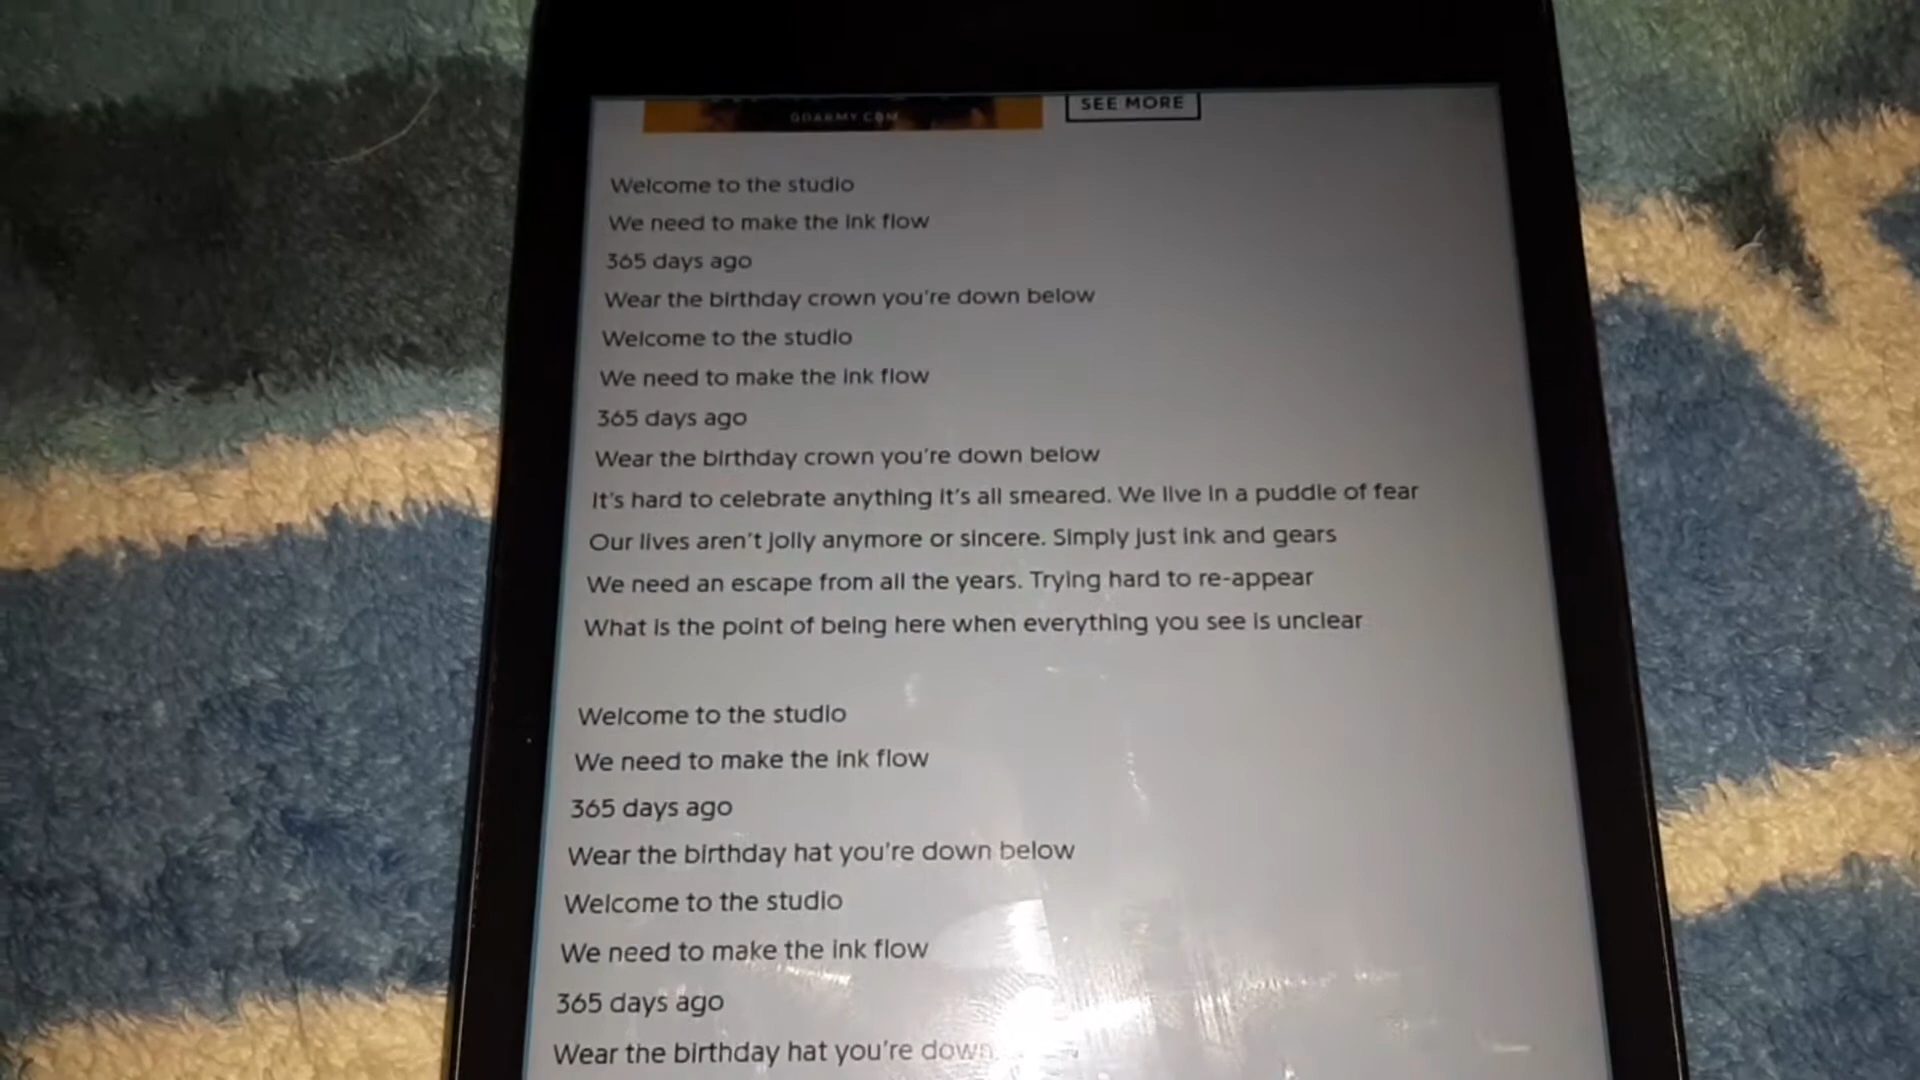 GOARMY.COM
SEE MORE
Welcome to the studio
We need to make the ink flow
365 days ago
Wear the birthday crown you're down below
Welcome to the studio
We need to make the ink flow
365 days ago
Wear the birthday crown you're down below
It's hard to celebrate anything it's all smeared. We live in a puddle of fear
Our lives aren't jolly anymore or sincere. Simply just ink and gears
We need an escape from all the years. Trying hard to re-appear
What is the point of being here when everything you see is unclear
Welcome to the studio
We need to make the ink flow
365 days ago
Wear the birthday hat you're down below
Welcome to the studio
We need to make the ink flow
365 days ago
Wear the birthday hat you're down